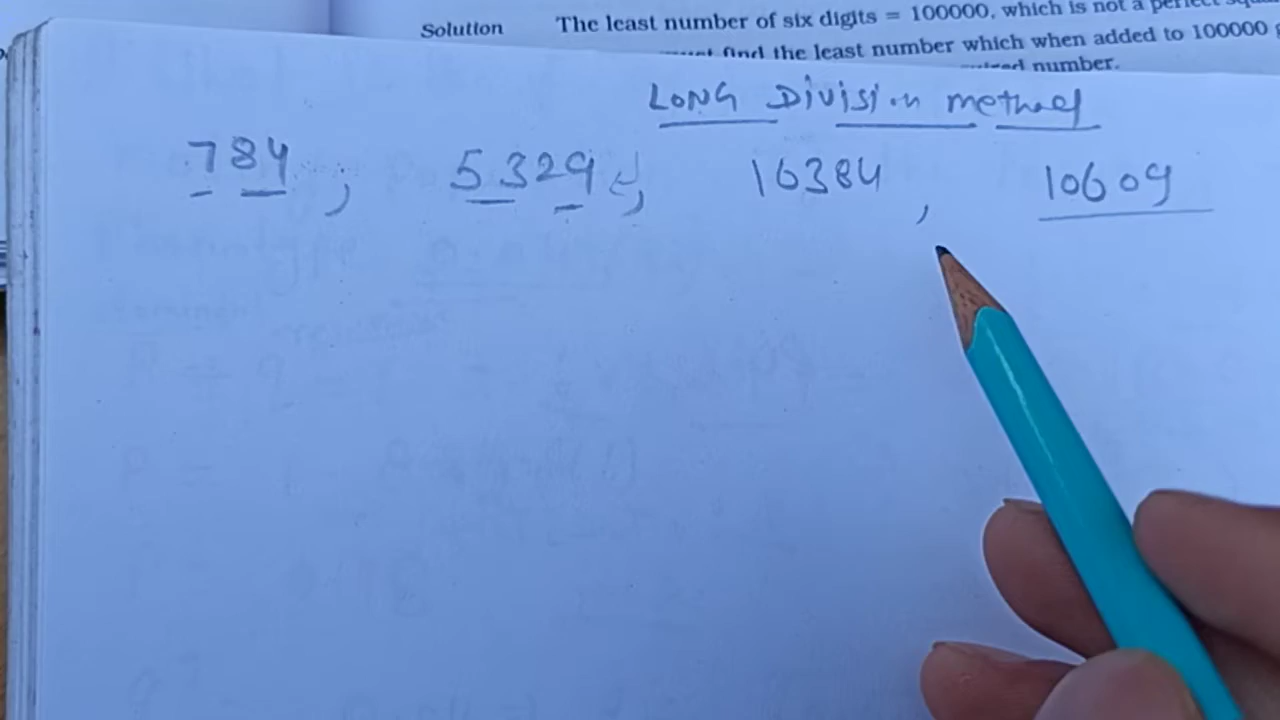 Solution The least number of six digits = 100000, which is not a perfect
find the least number which when added to 100000
number.
LONG Division method
784 ; 5329 ; 16384 , 10609